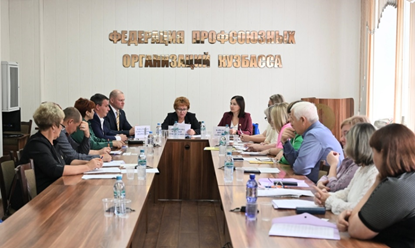 ФЕДЕРАЦИЯ ПРОФСОЮЗНЫХ
ОРГАНИЗАЦИЙ КУЗБАССА